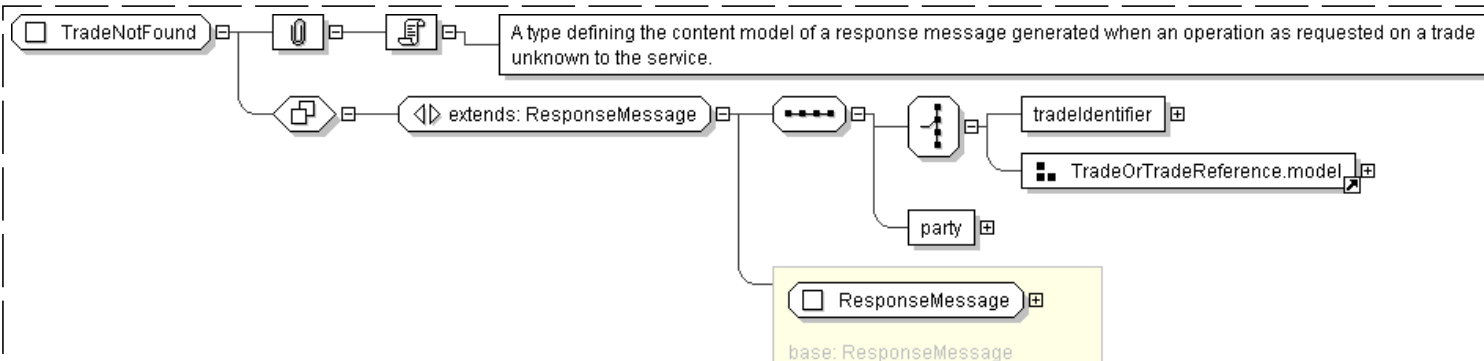 TradeNotFound
A type defining the content model of a response message generated when an operation as requested on a trade
unknown to the service.
extends: ResponseMessage
tradeIdentifier
TradeOrTradeReference.model
party
ResponseMessage
base: ResponseMessage